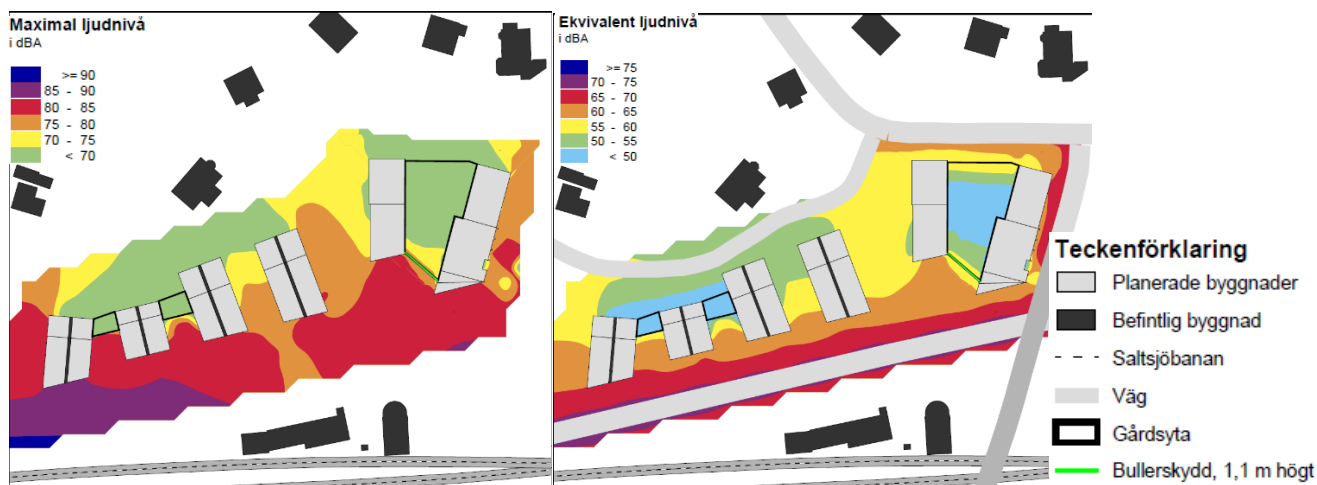 Maximal ljudnivå
i dBA
>= 90
85 - 90
80 - 85
75 - 80
70 - 75
< 70
Ekvivalent ljudnivå
i dBA
>= 75
70 - 75
65 - 70
60 - 65
55 - 60
50 - 55
< 50
Teckenförklaring
Planerade byggnader
Befintlig byggnad
Saltsjöbanan
Väg
Gårdsyta
Bullerskydd, 1,1 m högt